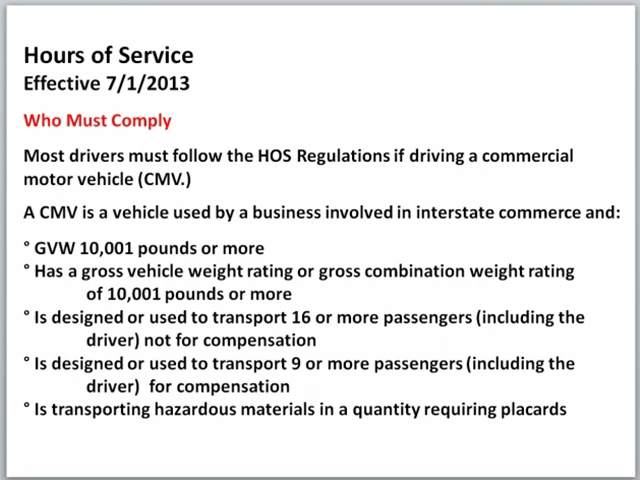 Hours of Service
Effective 7/1/2013
Who Must Comply
Most drivers must follow the HOS Regulations if driving a commercial
motor vehicle (CMV.)
A CMV is a vehicle used by a business involved in interstate commerce and:
° GVW 10,001 pounds or more
° Has a gross vehicle weight rating or gross combination weight rating
of 10,001 pounds or more
° Is designed or used to transport 16 or more passengers (including the
driver) not for compensation
° Is designed or used to transport 9 or more passengers (including the
driver) for compensation
° Is transporting hazardous materials in a quantity requiring placards